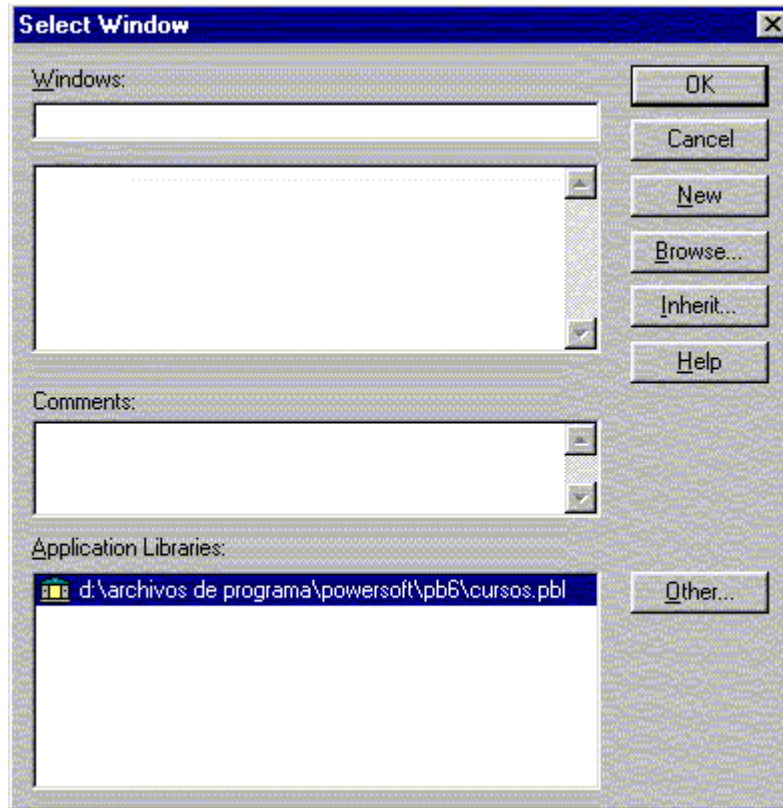 Select Window
Windows:
OK
Cancel
New
Browse...
Inherit...
Help
Comments:
Application Libraries:
d:\archivos de programa\powersoft\pb6\cursos.pbl
Other...